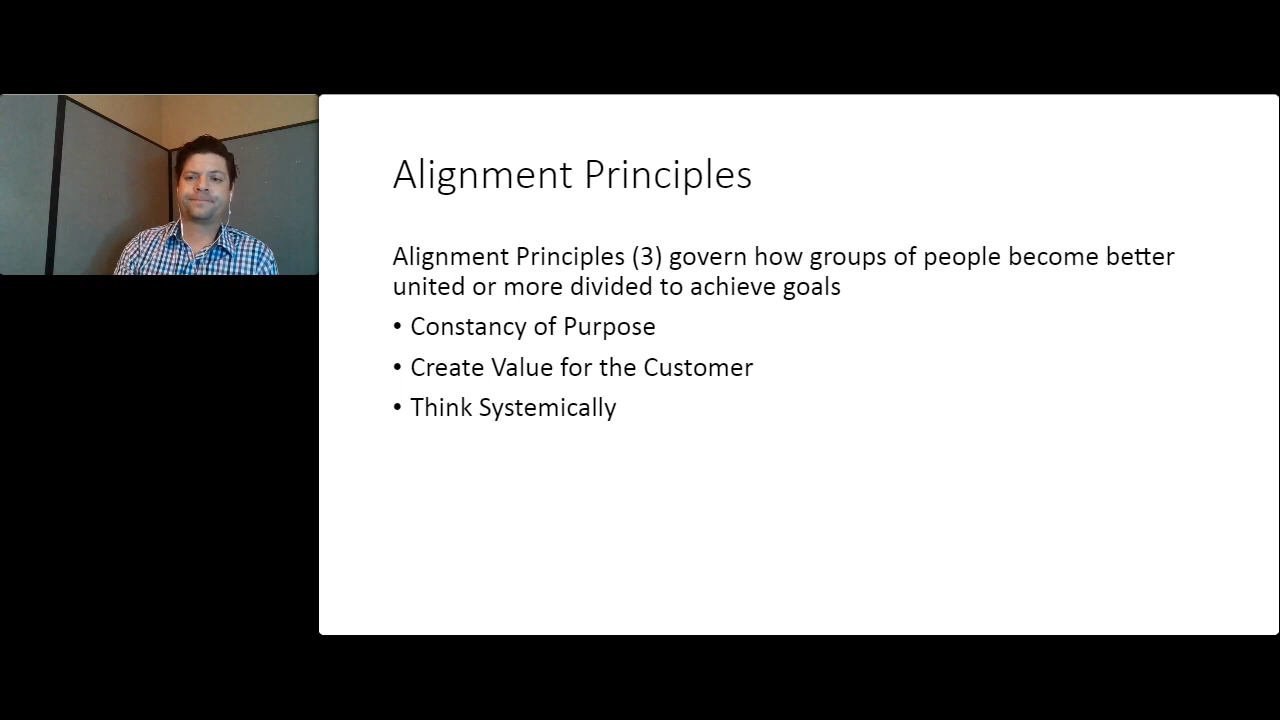 Alignment Principles
Alignment Principles (3) govern how groups of people become better
united or more divided to achieve goals
• Constancy of Purpose
• Create Value for the Customer
• Think Systemically